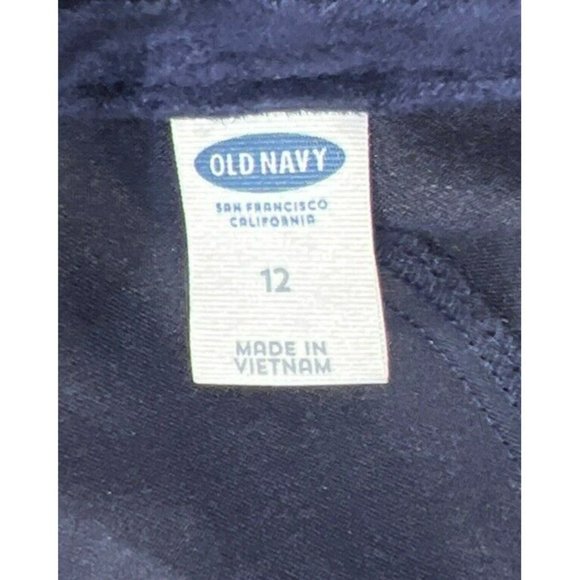 OLD NAVY
SAN FRANCISCO
CALIFORNIA
12
MADE IN
VIETNAM